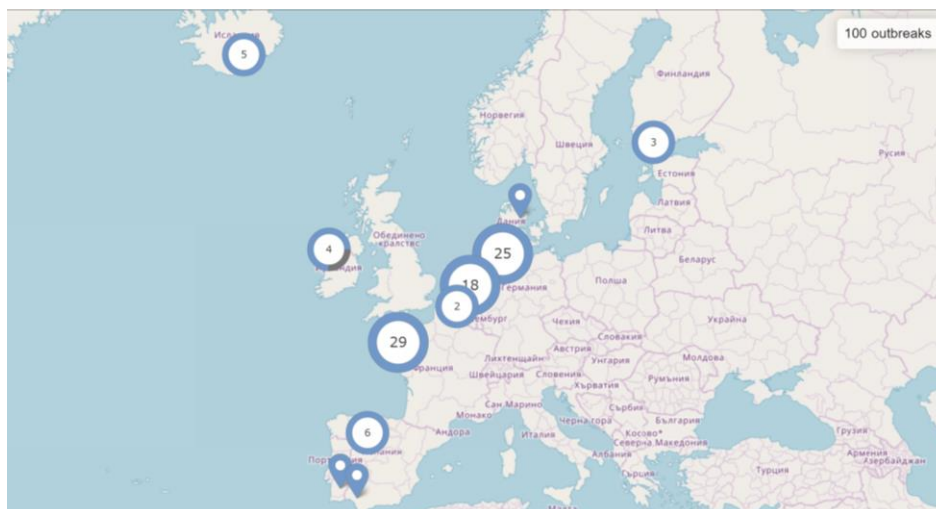 100 outbreaks
5
Финландия
Норвегия
Швеция
3
Русия
Естония
Латвия
Дания
Литва
Обединено
кралство
4
25
Беларус
Полша
18
Германия
2
Украйна
Чехия
Словакия
29
Австрия
Молдова
Лихтенщайн
Унгария
Франция
Швейцария
Словения
Румъния
Хърватия
Сан Марино
Сърбия
Монако
Черна гора
България
Грузия
6
Андора
Италия
Косово*
Северна Македония
Армения
Азербайджан
Албания
Турция